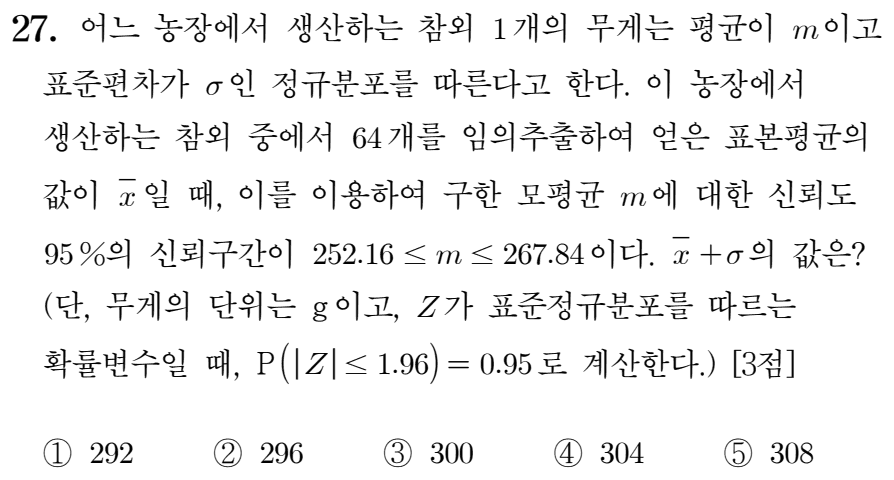 27. 어느 농장에서 생산하는 참외 1개의 무게는 평균이 m이고
표준편차가 σ인 정규분포를 따른다고 한다. 이 농장에서
생산하는 참외 중에서 64개를 임의추출하여 얻은 표본평균의
값이 x̄일 때, 이를 이용하여 구한 모평균 m에 대한 신뢰도
95%의 신뢰구간이 252.16 ≤ m ≤ 267.84이다. x̄+σ의 값은?
(단, 무게의 단위는 g이고, Z가 표준정규분포를 따르는
확률변수일 때, P(|Z| ≤ 1.96) = 0.95로 계산한다.) [3점]
① 292 ② 296 ③ 300 ④ 304 ⑤ 308